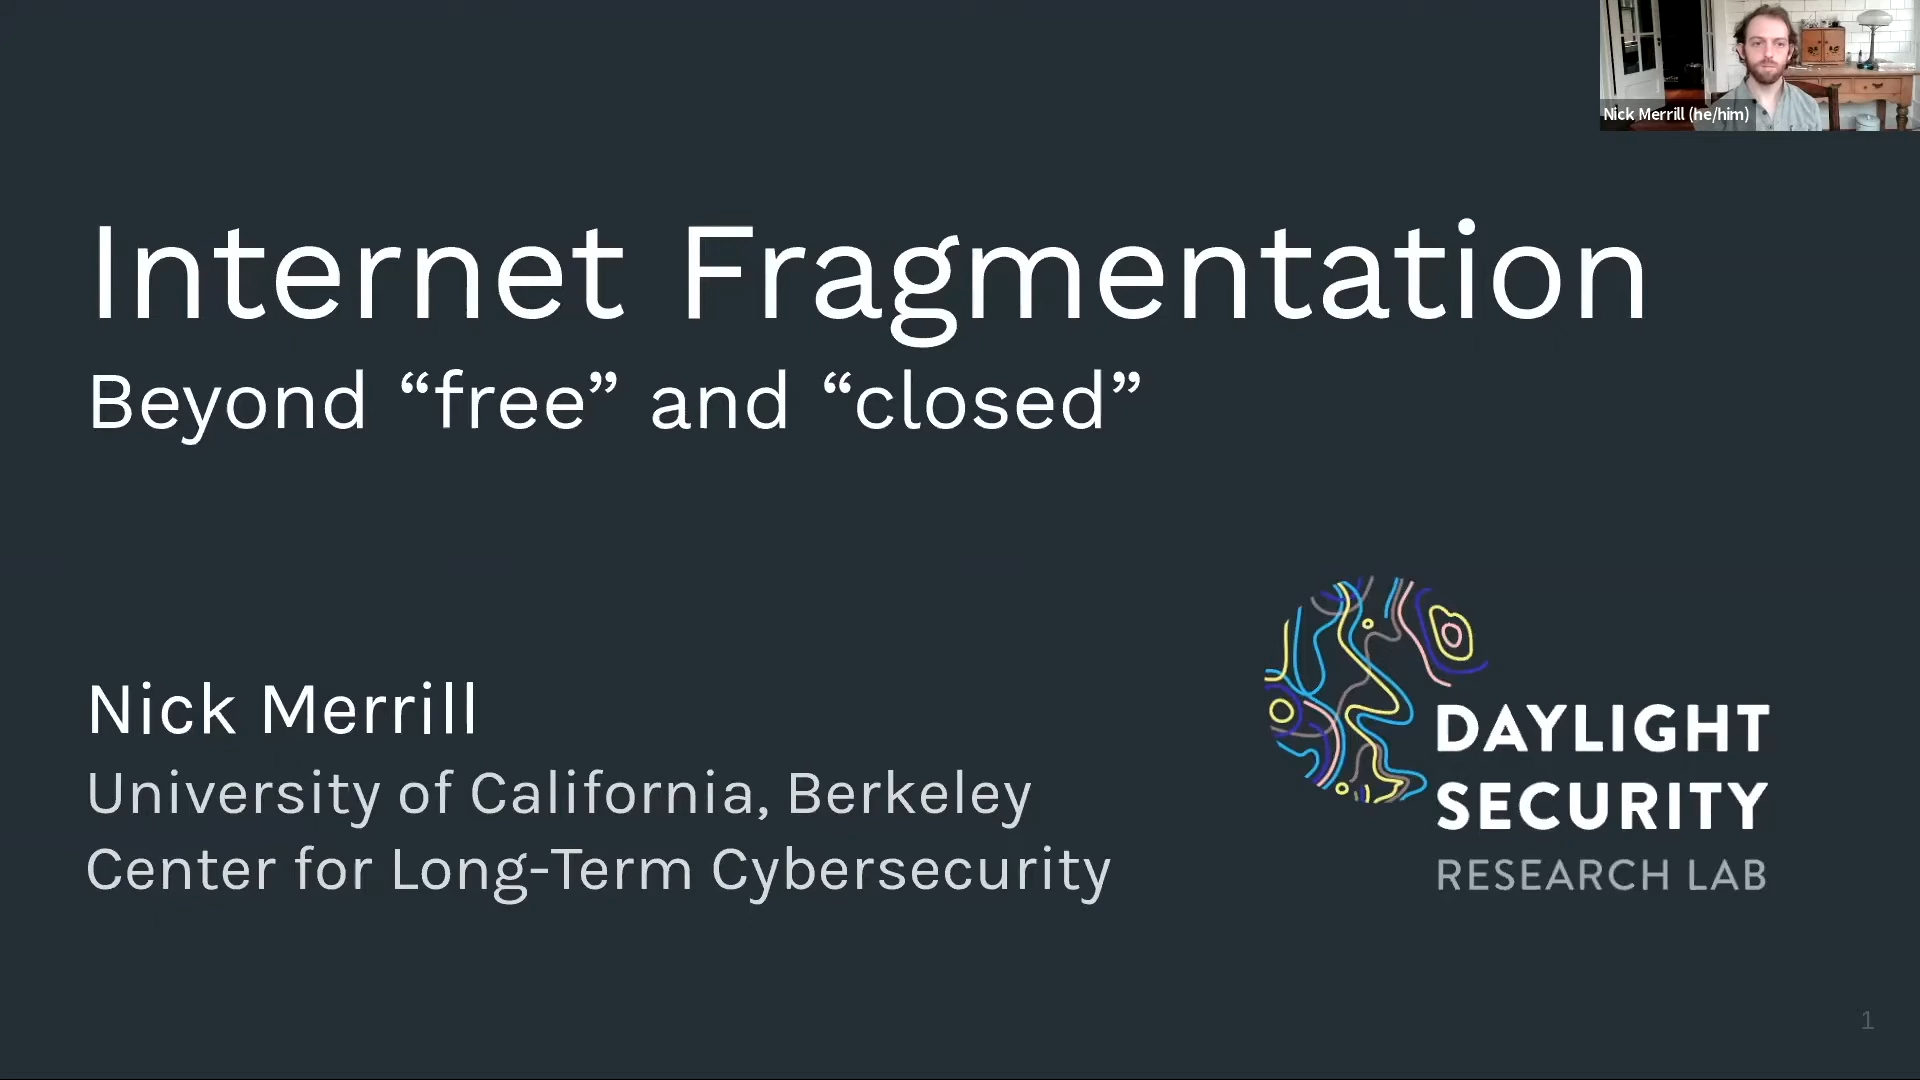 Nick Merrill (he/him)
Internet Fragmentation
Beyond “free” and “closed”
Nick Merrill
University of California, Berkeley
Center for Long-Term Cybersecurity
DAYLIGHT
SECURITY
RESEARCH LAB
1